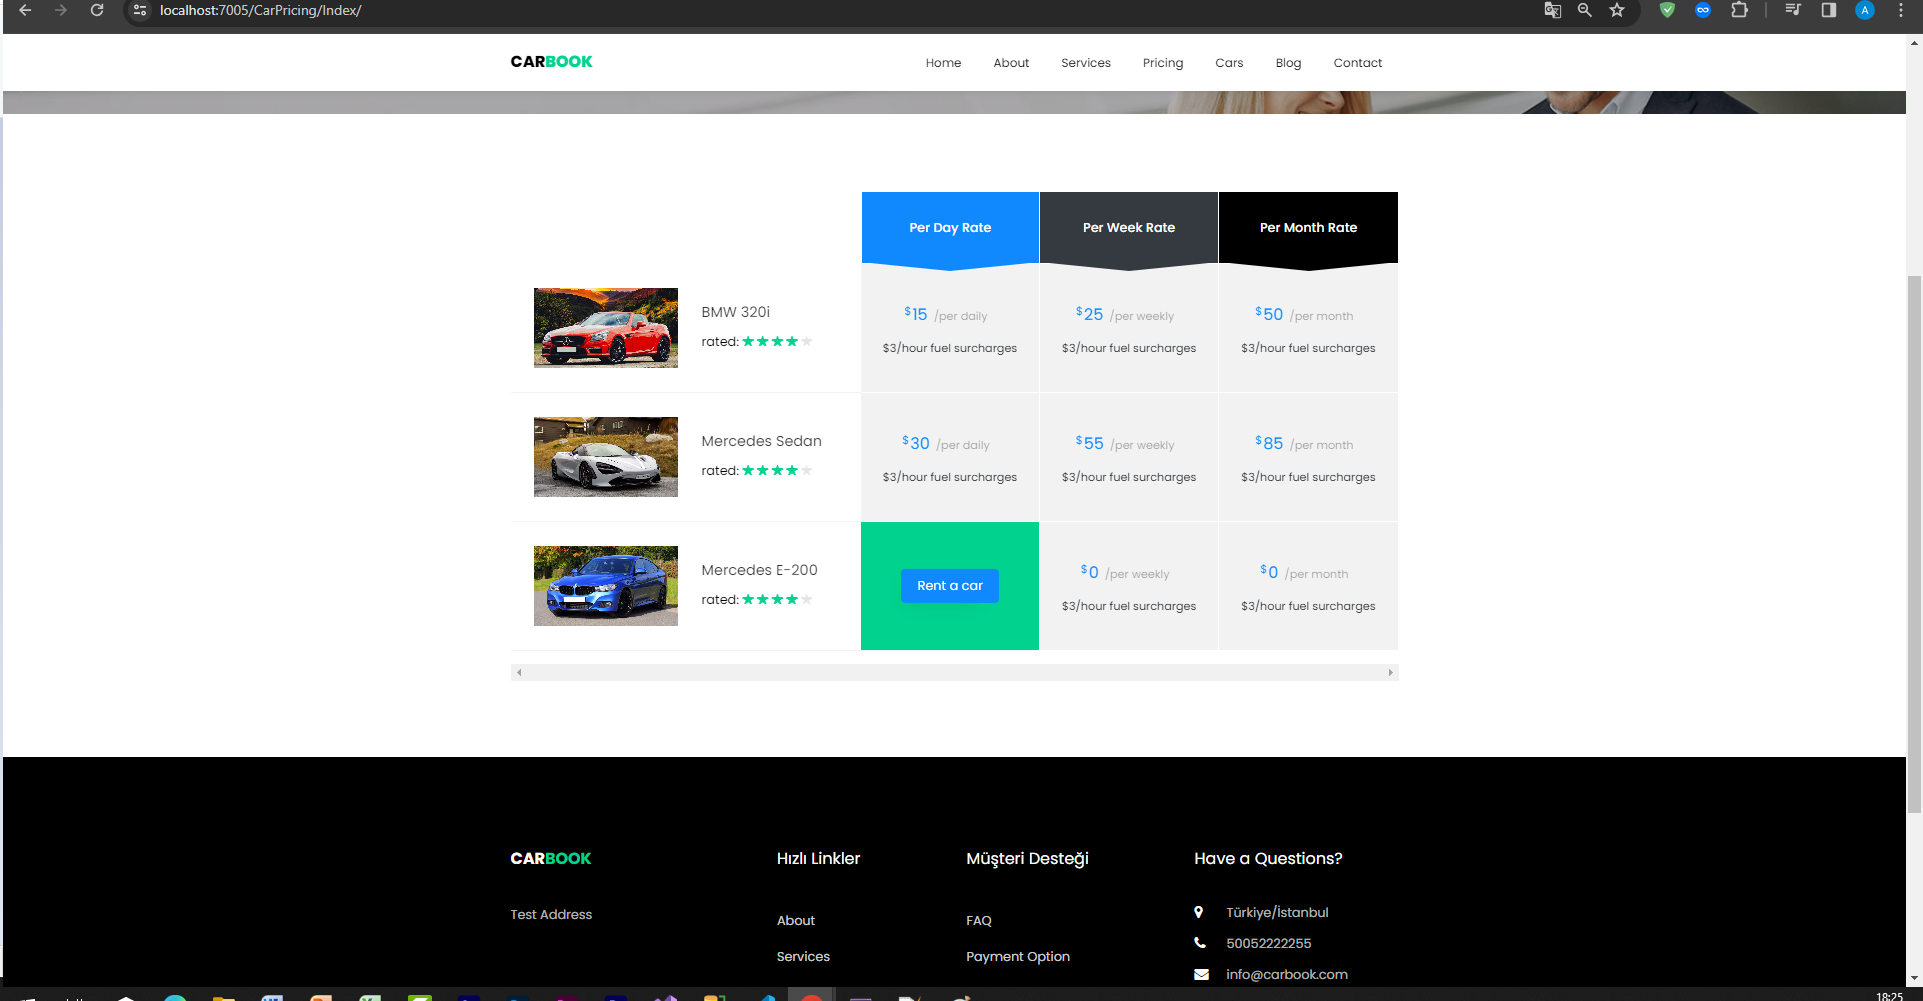 localhost:7005/CarPricing/Index/
A
CARBOOK
Home About Services Pricing Cars Blog Contact
Per Day Rate Per Week Rate Per Month Rate
BMW 320i
rated:
$15 /per daily
$3/hour fuel surcharges
$25 /per weekly
$3/hour fuel surcharges
$50 /per month
$3/hour fuel surcharges
Mercedes Sedan
rated:
$30 /per daily
$3/hour fuel surcharges
$55 /per weekly
$3/hour fuel surcharges
$85 /per month
$3/hour fuel surcharges
Mercedes E-200
rated:
Rent a car
$0 /per weekly
$3/hour fuel surcharges
$0 /per month
$3/hour fuel surcharges
CARBOOK
Test Address
Hızlı Linkler
About
Services
Müşteri Desteği
FAQ
Payment Option
Have a Questions?
Türkiye/İstanbul
50052222255
info@carbook.com
18:25